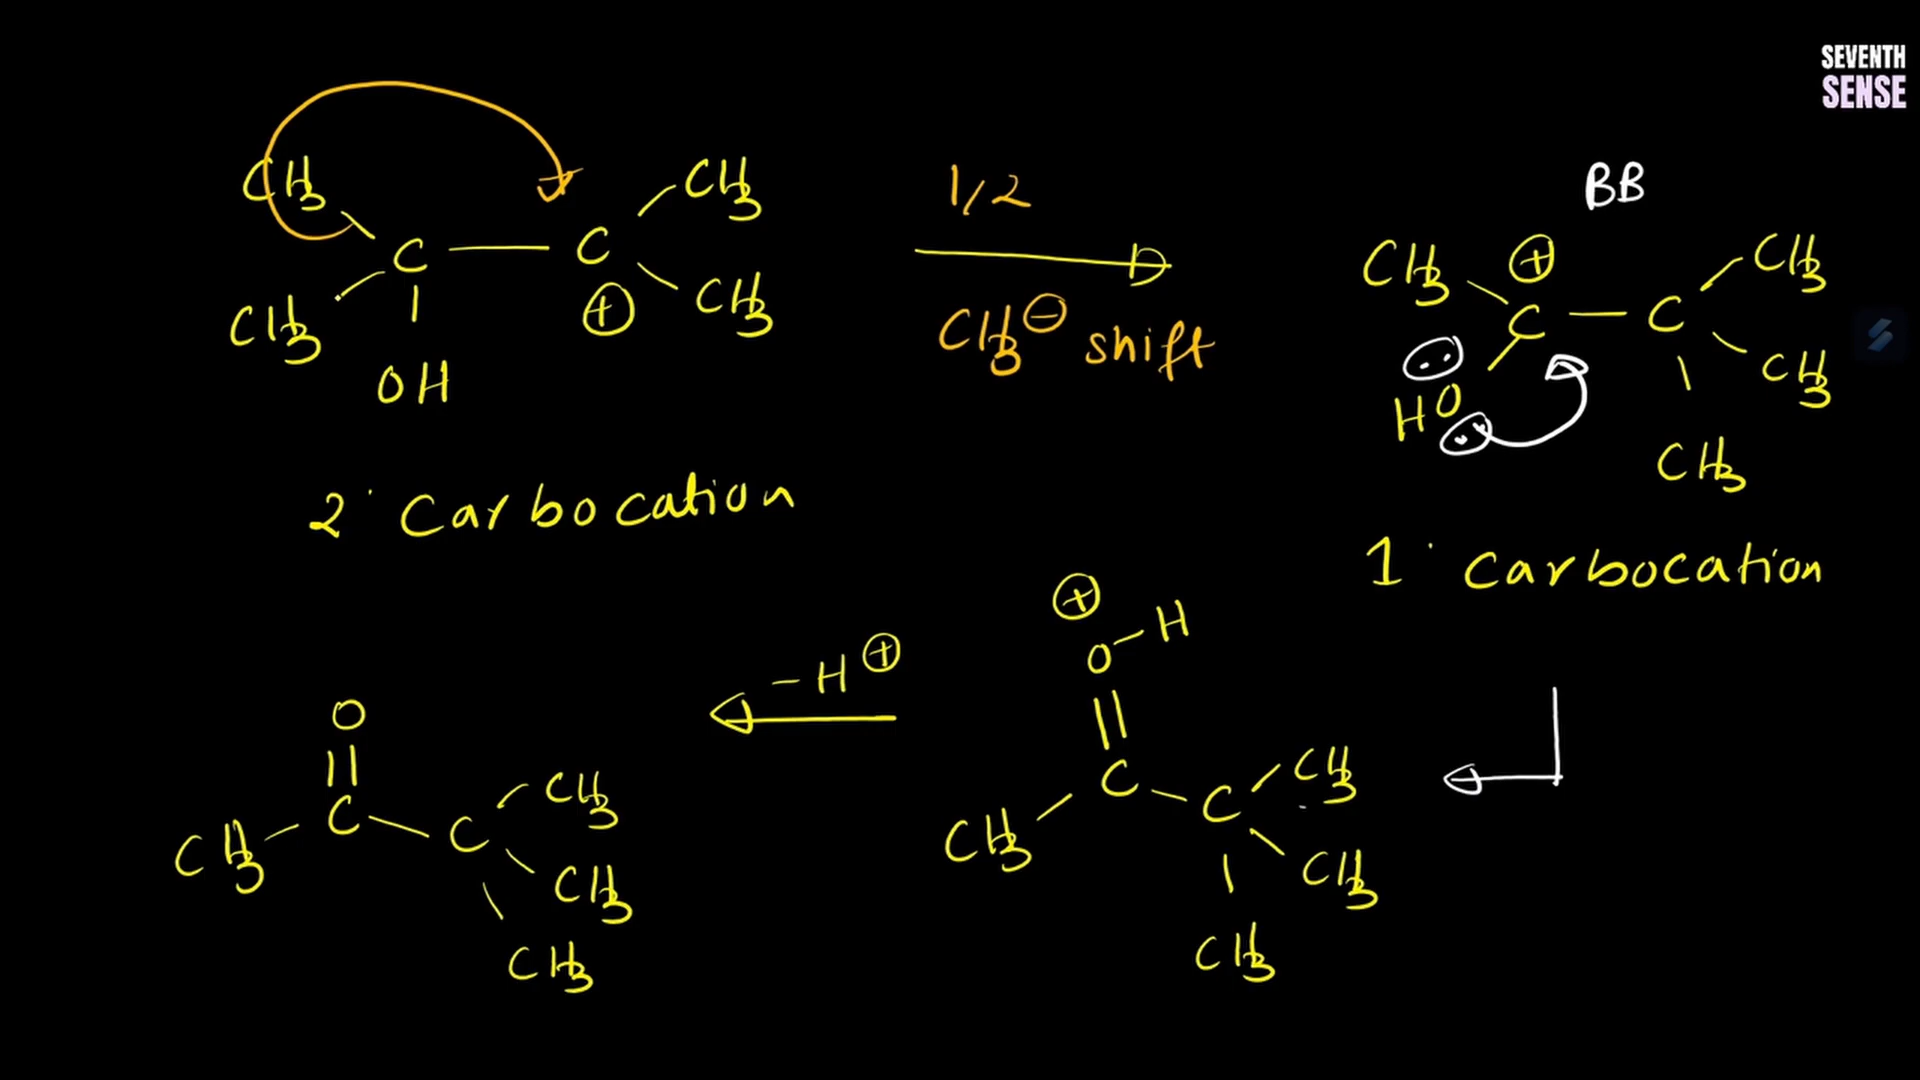 SEVENTH
SENSE
CH3 C C CH3
CH3 OH ⊕ CH3
2° Carbocation
1/2
CH3⊖ shift
BB
CH3 ⊕ CH3
C C
HO CH3
CH3
1° Carbocation
⊕
O H
C C CH3
CH3 CH3
CH3
-H⊕
O
CH3 C C CH3
CH3
CH3